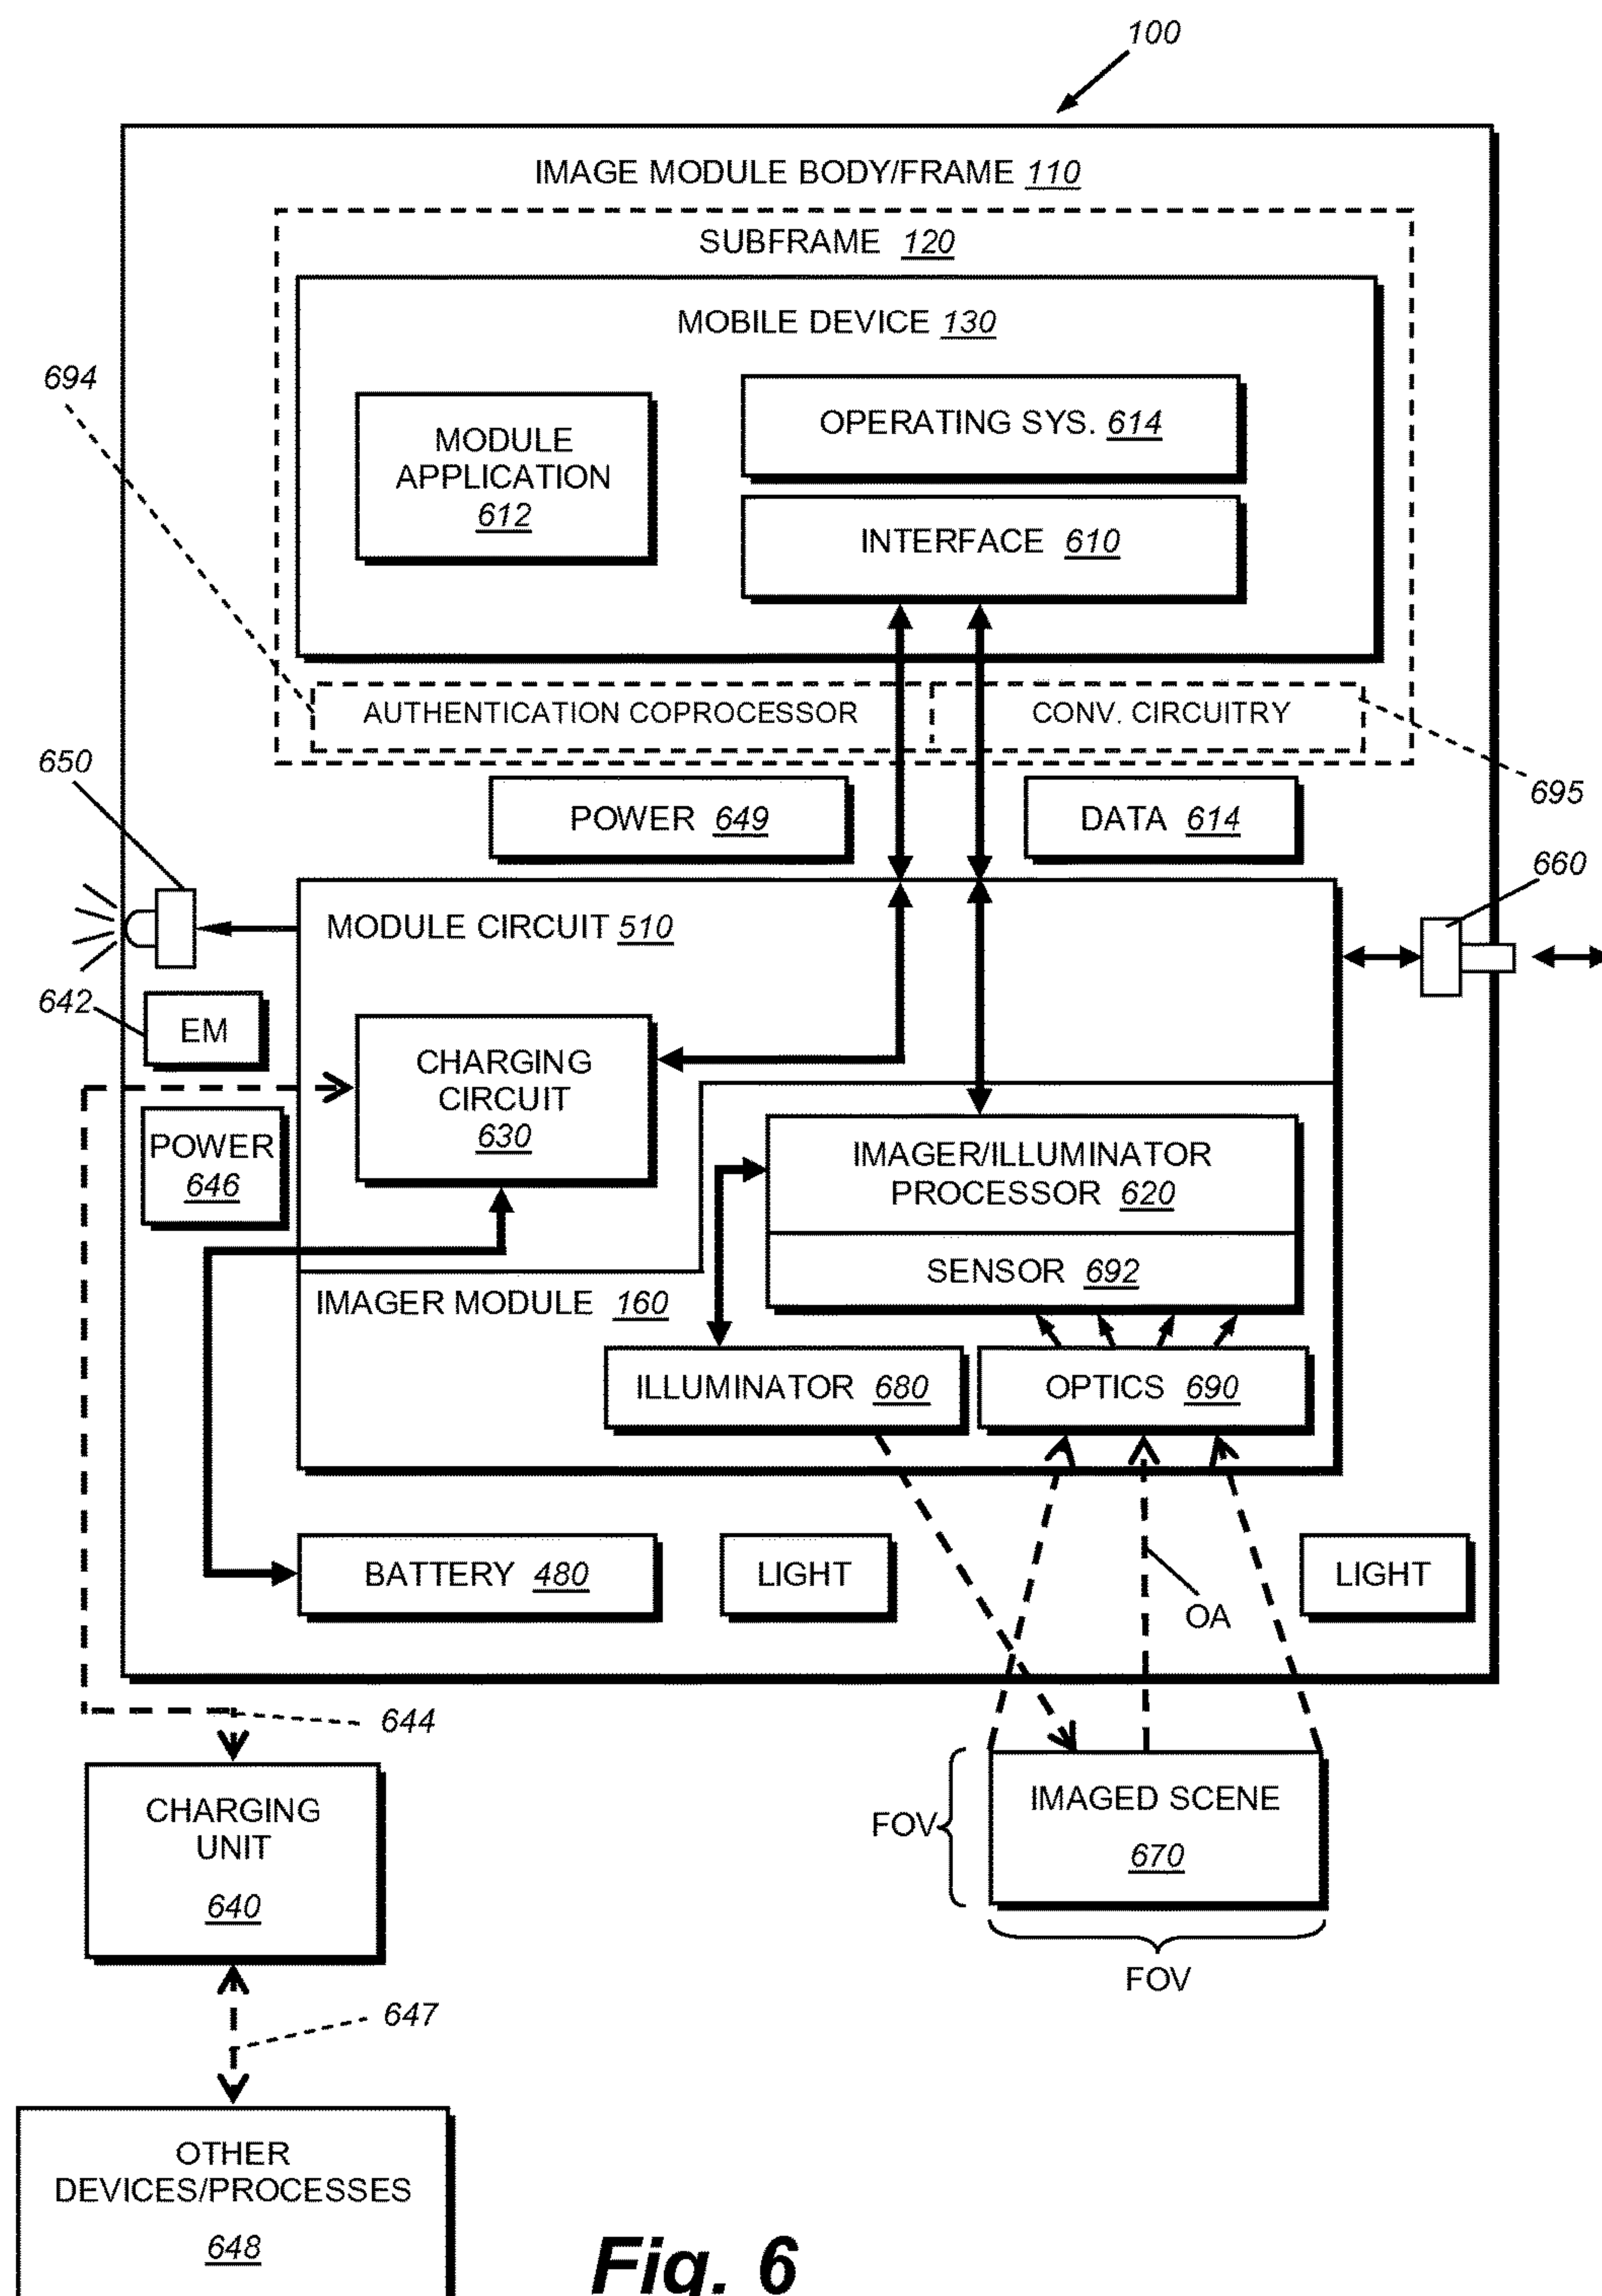 100
IMAGE MODULE BODY/FRAME 110
SUBFRAME 120
MOBILE DEVICE 130
694
MODULE
APPLICATION
612
OPERATING SYS. 614
INTERFACE 610
AUTHENTICATION COPROCESSOR
CONV. CIRCUITRY
650
POWER 649
DATA 614
695
660
MODULE CIRCUIT 510
642
EM
CHARGING
CIRCUIT
630
POWER
646
IMAGER/ILLUMINATOR
PROCESSOR 620
SENSOR 692
IMAGER MODULE 160
ILLUMINATOR 680
OPTICS 690
BATTERY 480
LIGHT
OA
LIGHT
644
CHARGING
UNIT
640
FOV
IMAGED SCENE
670
FOV
647
OTHER
DEVICES/PROCESSES
648
Fig. 6